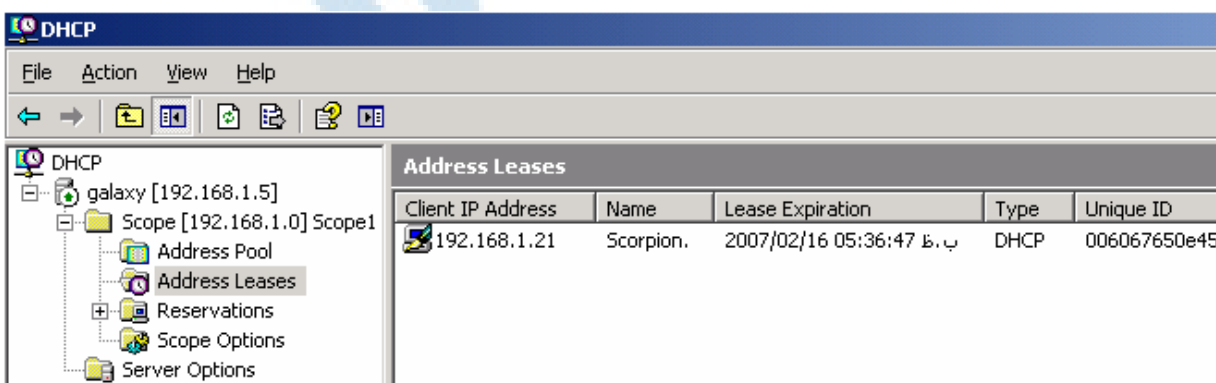 DHCP
File Action View Help
DHCP
galaxy [192.168.1.5]
Scope [192.168.1.0] Scope1
Address Pool
Address Leases
Reservations
Scope Options
Server Options
Address Leases
Client IP Address Name Lease Expiration Type Unique ID
192.168.1.21 Scorpion. 2007/02/16 05:36:47 ب.ظ DHCP 006067650e45